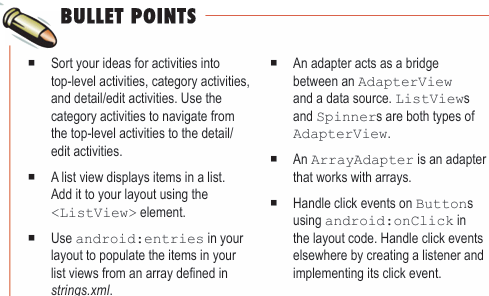 BULLET POINTS
■ Sort your ideas for activities into
top-level activities, category activities,
and detail/edit activities. Use the
category activities to navigate from
the top-level activities to the detail/
edit activities.
■ A list view displays items in a list.
Add it to your layout using the
<ListView> element.
■ Use android:entries in your
layout to populate the items in your
list views from an array defined in
strings.xml.
■ An adapter acts as a bridge
between an AdapterView
and a data source. ListViews
and Spinners are both types of
AdapterView.
■ An ArrayAdapter is an adapter
that works with arrays.
■ Handle click events on Buttons
using android:onClick in
the layout code. Handle click events
elsewhere by creating a listener and
implementing its click event.